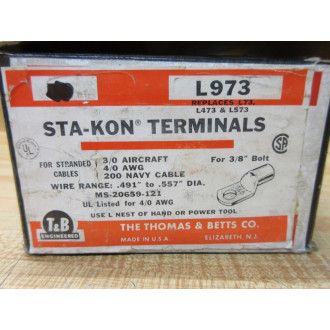 L973
REPLACES L73,
L473 & L573
STA-KON® TERMINALS
UL
FOR STRANDED CABLES
3/0 AIRCRAFT
4/0 AWG
200 NAVY CABLE
For 3/8" Bolt
SA
WIRE RANGE: .491" to .557" DIA.
MS-20659-121
UL Listed for 4/0 AWG
USE L NEST OF HAND OR POWER TOOL
T&B
ENGINEERED
THE THOMAS & BETTS CO.
MADE IN U.S.A.
ELIZABETH, N.J.